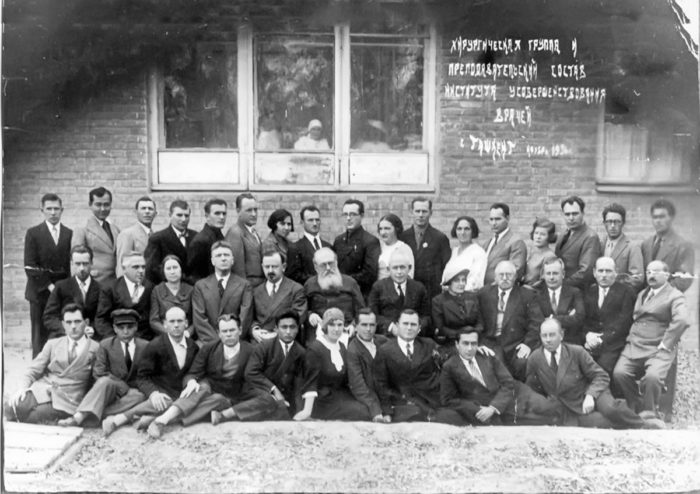 ХИРУРГИЧЕСКАЯ ГРУППА И
ПРЕПОДАВАТЕЛЬСКИЙ СОСТАВ
ИНСТИТУТА УСОВЕРШЕНСТВОВАНИЯ
ВРАЧЕЙ
г. ТАШКЕНТ